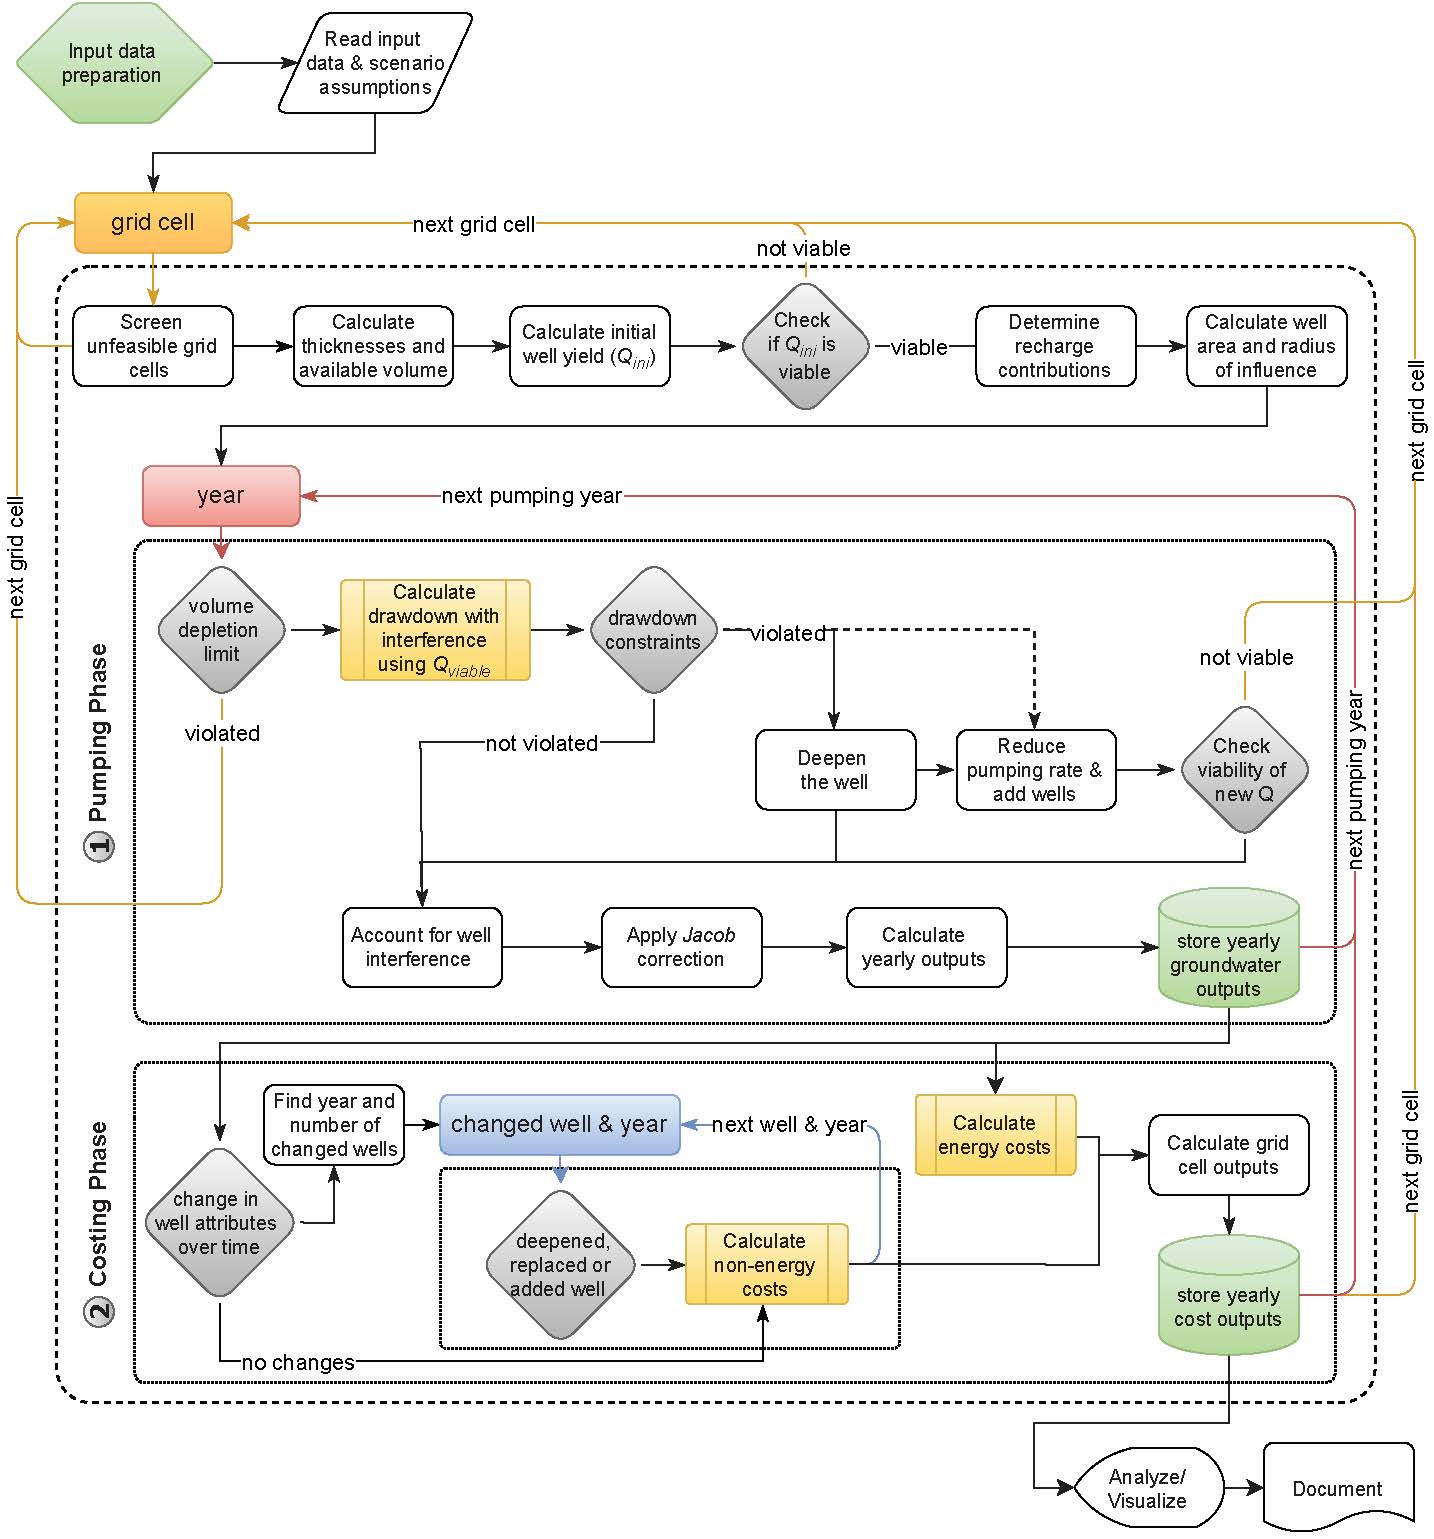 Input data
preparation
Read input
data & scenario
assumptions
grid cell
next grid cell
not viable
Screen
unfeasible grid
cells
Calculate
thicknesses and
available volume
Calculate initial
well yield (Qini)
Check
if Qini is
viable
viable
Determine
recharge
contributions
Calculate well
area and radius
of influence
next grid cell
next grid cell
year
next pumping year
1 Pumping Phase
volume
depletion
limit
violated
Calculate
drawdown with
interference
using Qviable
drawdown
constraints
violated
not violated
Deepen
the well
Reduce
pumping rate &
add wells
not viable
Check
viability of
new Q
next pumping year
Account for well
interference
Apply Jacob
correction
Calculate
yearly outputs
store yearly
groundwater
outputs
2 Costing Phase
Find year and
number of
changed wells
changed well & year
next well & year
Calculate
energy costs
Calculate grid
cell outputs
next grid cell
change in
well attributes
over time
deepened,
replaced or
added well
Calculate
non-energy
costs
store yearly
cost outputs
no changes
Analyze/
Visualize
Document